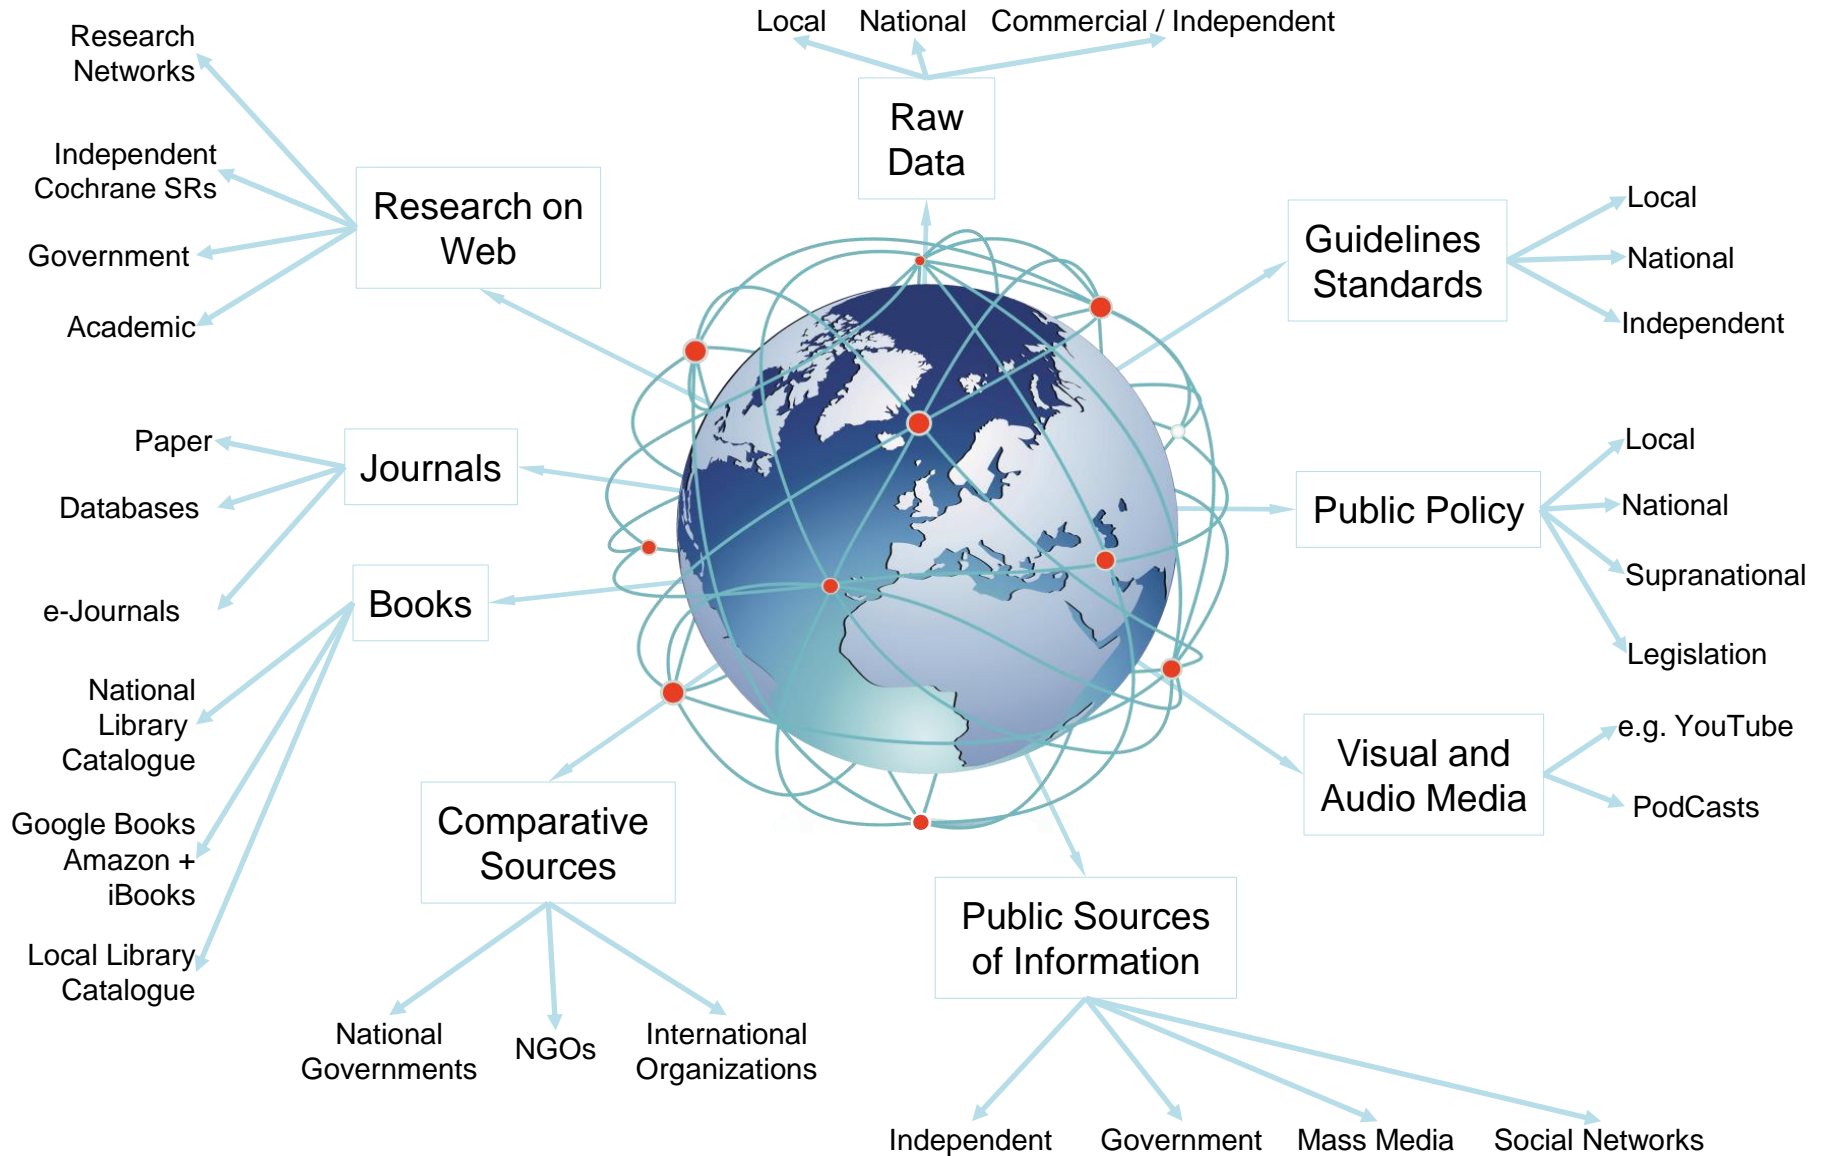 Local National Commercial / Independent
Raw
Data
Research
Networks
Independent
Cochrane SRs
Government
Academic
Research on
Web
Guidelines
Standards
Local
National
Independent
Paper
Databases
e-Journals
Journals
Public Policy
Local
National
Supranational
Legislation
Books
National
Library
Catalogue
Google Books
Amazon +
iBooks
Local Library
Catalogue
Visual and
Audio Media
e.g. YouTube
PodCasts
Comparative
Sources
National
Governments
NGOs
International
Organizations
Public Sources
of Information
Independent Government Mass Media Social Networks